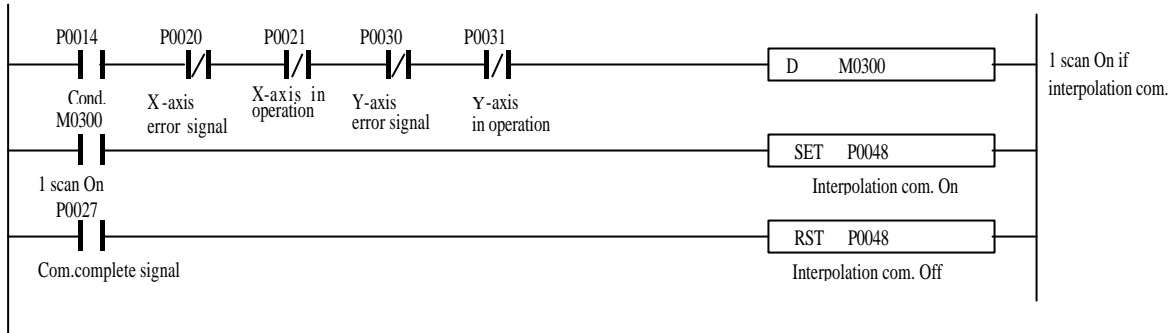 P0014 P0020 P0021 P0030 P0031
D M0300
1 scan On if
interpolation com.
Cond. X-axis error signal X-axis in operation Y-axis error signal Y-axis in operation
M0300
SET P0048
1 scan On
Interpolation com. On
P0027
RST P0048
Com.complete signal
Interpolation com. Off